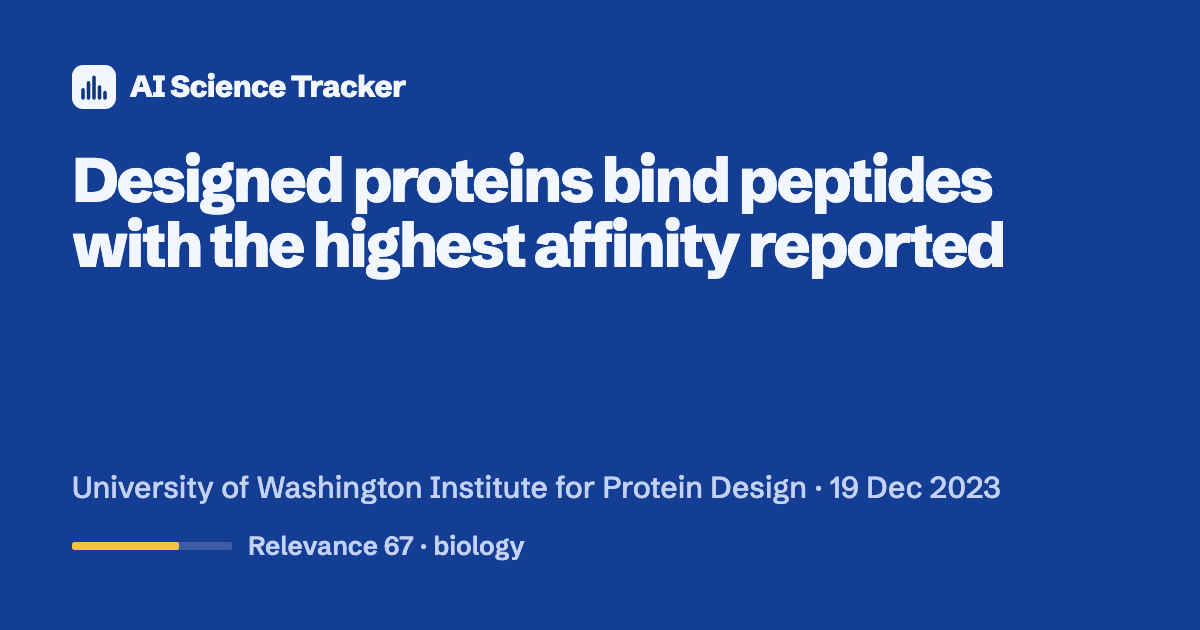 AI Science Tracker
Designed proteins bind peptides
with the highest affinity reported
University of Washington Institute for Protein Design · 19 Dec 2023
Relevance 67 · biology